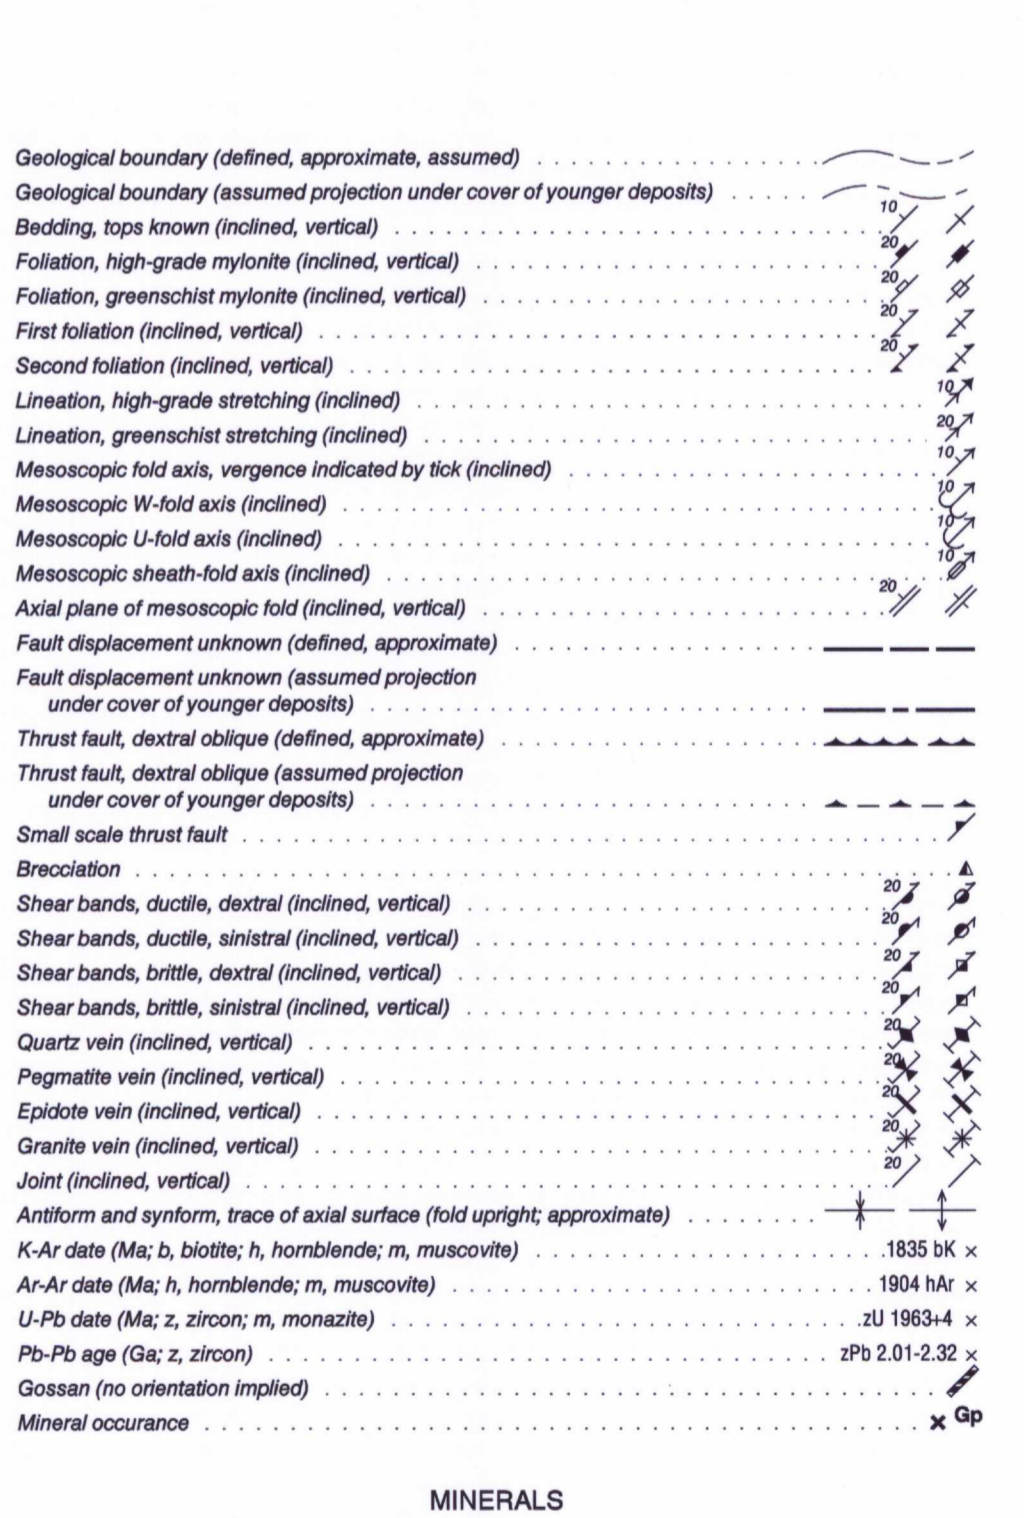 Geological boundary (defined, approximate, assumed)
Geological boundary (assumed projection under cover of younger deposits)
Bedding, tops known (inclined, vertical) 10
Foliation, high-grade mylonite (inclined, vertical) 20
Foliation, greenschist mylonite (inclined, vertical) 20
First foliation (inclined, vertical) 20
Second foliation (inclined, vertical) 20
Lineation, high-grade stretching (inclined) 10
Lineation, greenschist stretching (inclined) 20
Mesoscopic fold axis, vergence indicated by tick (inclined) 10
Mesoscopic W-fold axis (inclined) 10
Mesoscopic U-fold axis (inclined) 10
Mesoscopic sheath-fold axis (inclined) 10
Axial plane of mesoscopic fold (inclined, vertical) 20
Fault displacement unknown (defined, approximate)
Fault displacement unknown (assumed projection
under cover of younger deposits)
Thrust fault, dextral oblique (defined, approximate)
Thrust fault, dextral oblique (assumed projection
under cover of younger deposits)
Small scale thrust fault
Brecciation
Shear bands, ductile, dextral (inclined, vertical) 20
Shear bands, ductile, sinistral (inclined, vertical) 20
Shear bands, brittle, dextral (inclined, vertical) 20
Shear bands, brittle, sinistral (inclined, vertical) 20
Quartz vein (inclined, vertical) 20
Pegmatite vein (inclined, vertical) 20
Epidote vein (inclined, vertical) 20
Granite vein (inclined, vertical) 20
Joint (inclined, vertical) 20
Antiform and synform, trace of axial surface (fold upright; approximate)
K-Ar date (Ma; b, biotite; h, hornblende; m, muscovite) 1835 bK ×
Ar-Ar date (Ma; h, hornblende; m, muscovite) 1904 hAr ×
U-Pb date (Ma; z, zircon; m, monazite) zU 1963+4 ×
Pb-Pb age (Ga; z, zircon) zPb 2.01-2.32 ×
Gossan (no orientation implied)
Mineral occurance × Gp
MINERALS